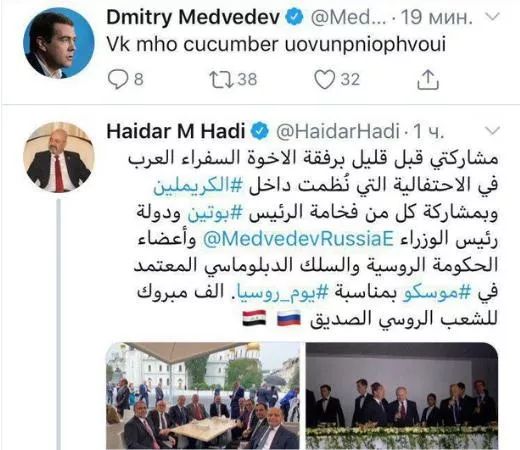 Dmitry Medvedev @Med... · 19 мин.
Vk mho cucumber uovunpniophvoui
8 38 32
Haidar M Hadi @HaidarHadi · 1 ч.
مشاركتي قبل قليل برفقة الاخوة السفراء العرب
في الاحتفالية التي نُظمت داخل #الكريملين
وبمشاركة كل من فخامة الرئيس #بوتين ودولة
رئيس الوزراء @MedvedevRussiaE وأعضاء
الحكومة الروسية والسلك الدبلوماسي المعتمد
في #موسكو بمناسبة #يوم_روسيا. الف مبروك
للشعب الروسي الصديق 🇷🇺 🇮🇶